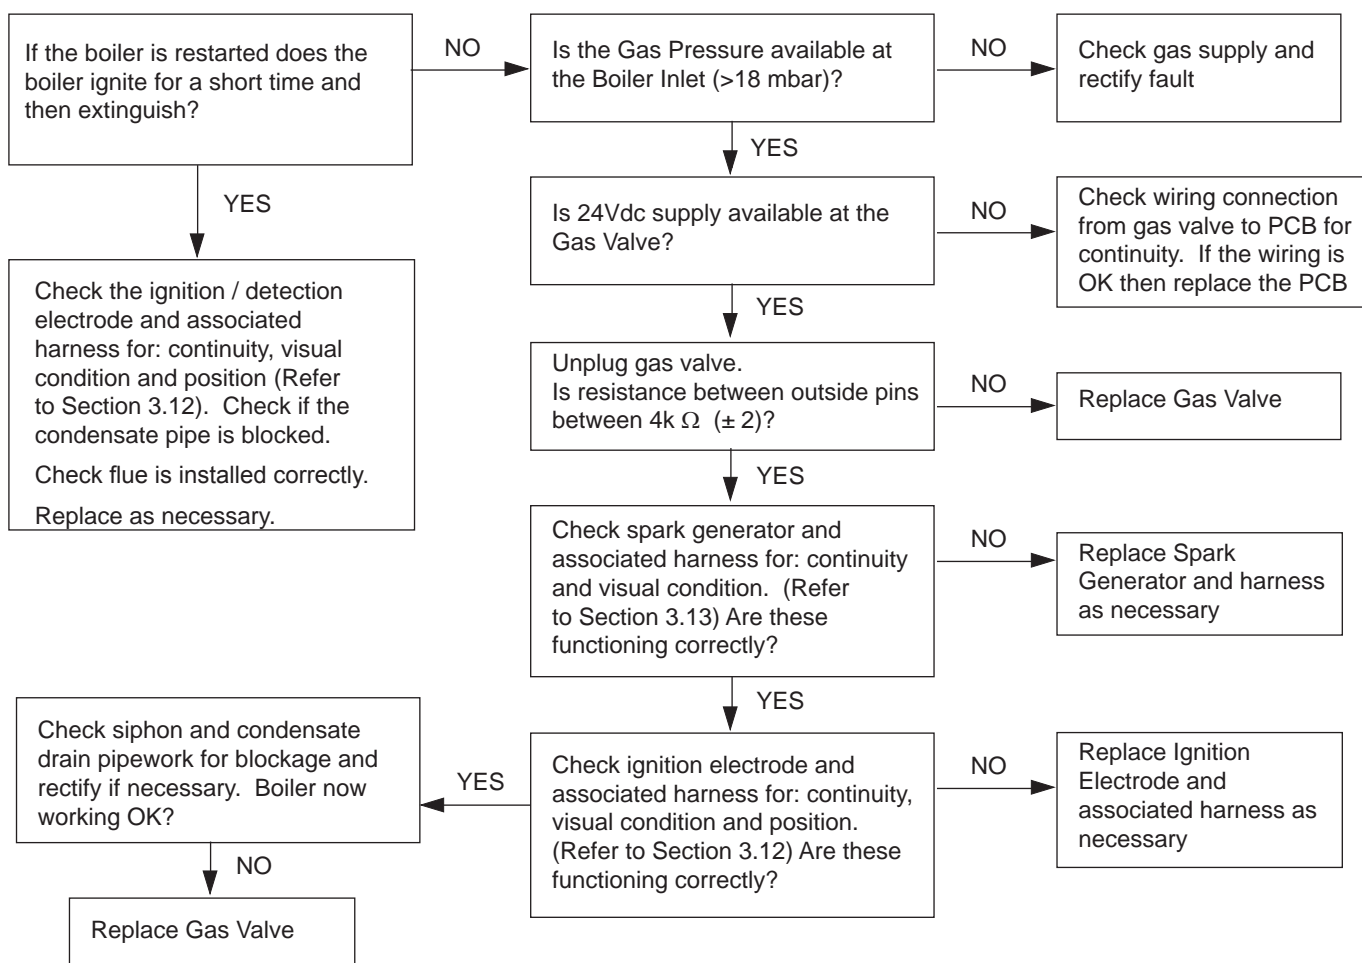 If the boiler is restarted does the
boiler ignite for a short time and
then extinguish?
NO
Is the Gas Pressure available at
the Boiler Inlet (>18 mbar)?
NO
Check gas supply and
rectify fault
YES
YES
Is 24Vdc supply available at the
Gas Valve?
NO
Check wiring connection
from gas valve to PCB for
continuity.  If the wiring is
OK then replace the PCB
Check the ignition / detection
electrode and associated
harness for: continuity, visual
condition and position (Refer
to Section 3.12).  Check if the
condensate pipe is blocked.
Check flue is installed correctly.
Replace as necessary.
YES
Unplug gas valve.
Is resistance between outside pins
between 4k Ω  (± 2)?
NO
Replace Gas Valve
YES
Check spark generator and
associated harness for: continuity
and visual condition.  (Refer
to Section 3.13) Are these
functioning correctly?
NO
Replace Spark
Generator and harness
as necessary
YES
Check ignition electrode and
associated harness for: continuity,
visual condition and position.
(Refer to Section 3.12) Are these
functioning correctly?
NO
Replace Ignition
Electrode and
associated harness as
necessary
YES
Check siphon and condensate
drain pipework for blockage and
rectify if necessary.  Boiler now
working OK?
NO
Replace Gas Valve